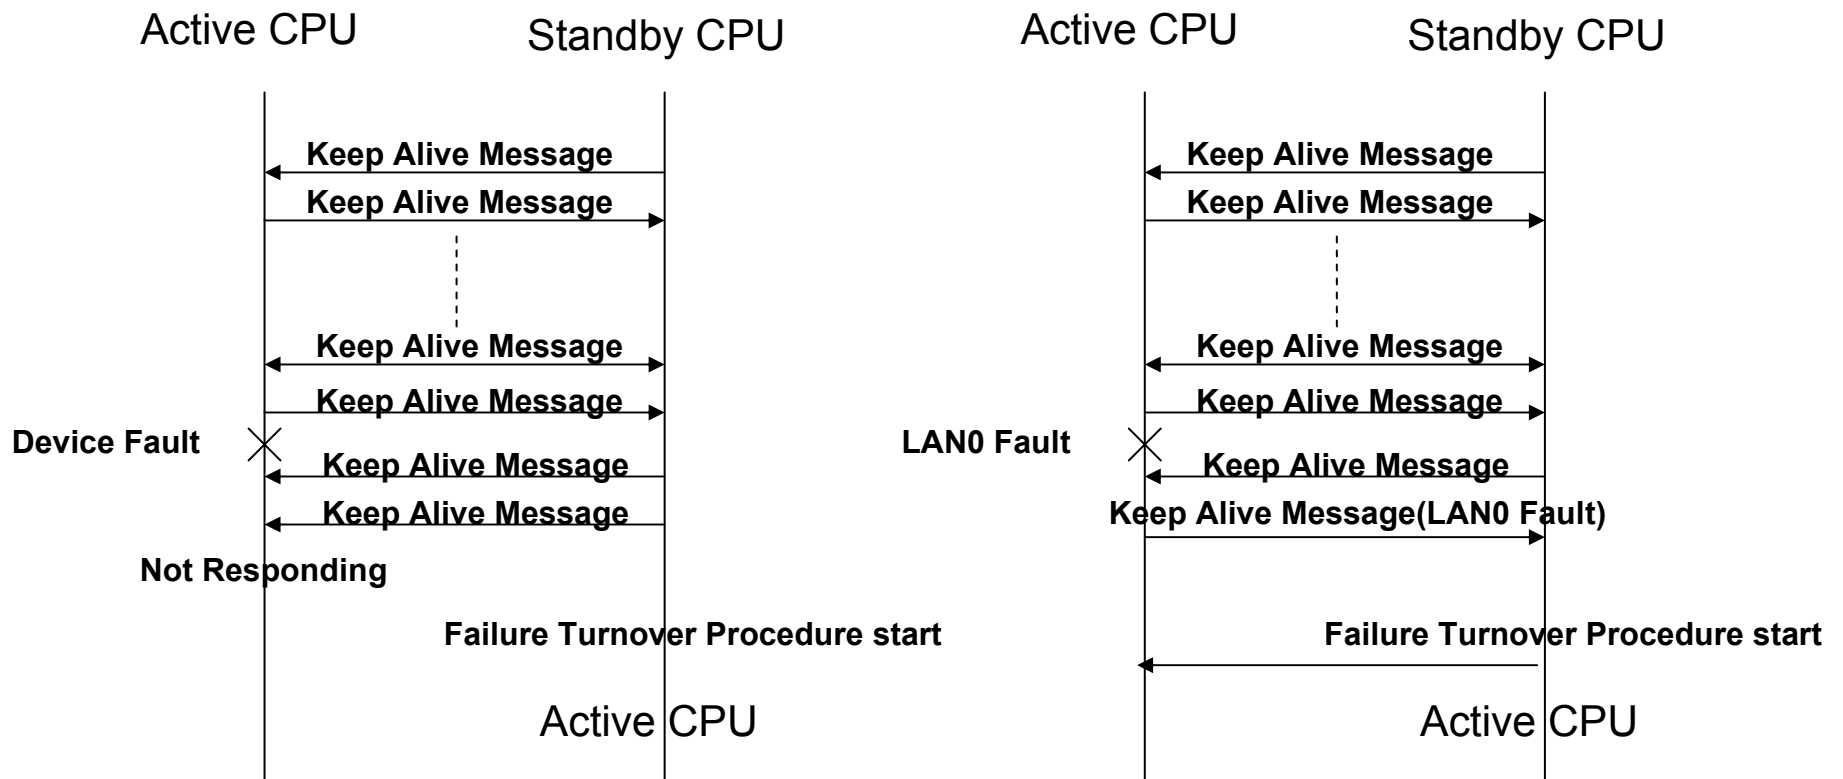 Active CPU
Standby CPU
Keep Alive Message
Keep Alive Message
Keep Alive Message
Keep Alive Message
Device Fault
Keep Alive Message
Keep Alive Message
Not Responding
Failure Turnover Procedure start
Active CPU
Active CPU
Standby CPU
Keep Alive Message
Keep Alive Message
Keep Alive Message
Keep Alive Message
LAN0 Fault
Keep Alive Message
Keep Alive Message(LAN0 Fault)
Failure Turnover Procedure start
Active CPU